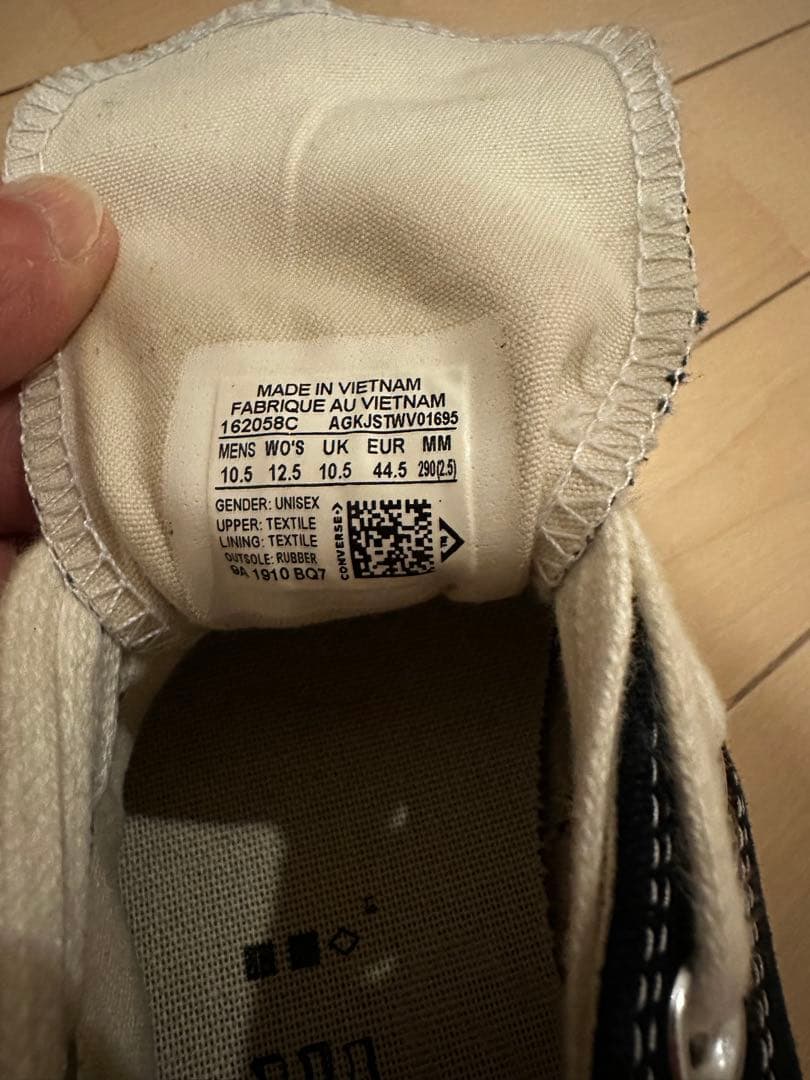 MADE IN VIETNAM
FABRIQUE AU VIETNAM
162058C AGKJSTWV01695
MENS WO'S UK EUR MM
10.5 12.5 10.5 44.5 290(2.5)
GENDER: UNISEX
UPPER: TEXTILE
LINING: TEXTILE
OUTSOLE: RUBBER
9A 1910 BQ7
CONVERSE